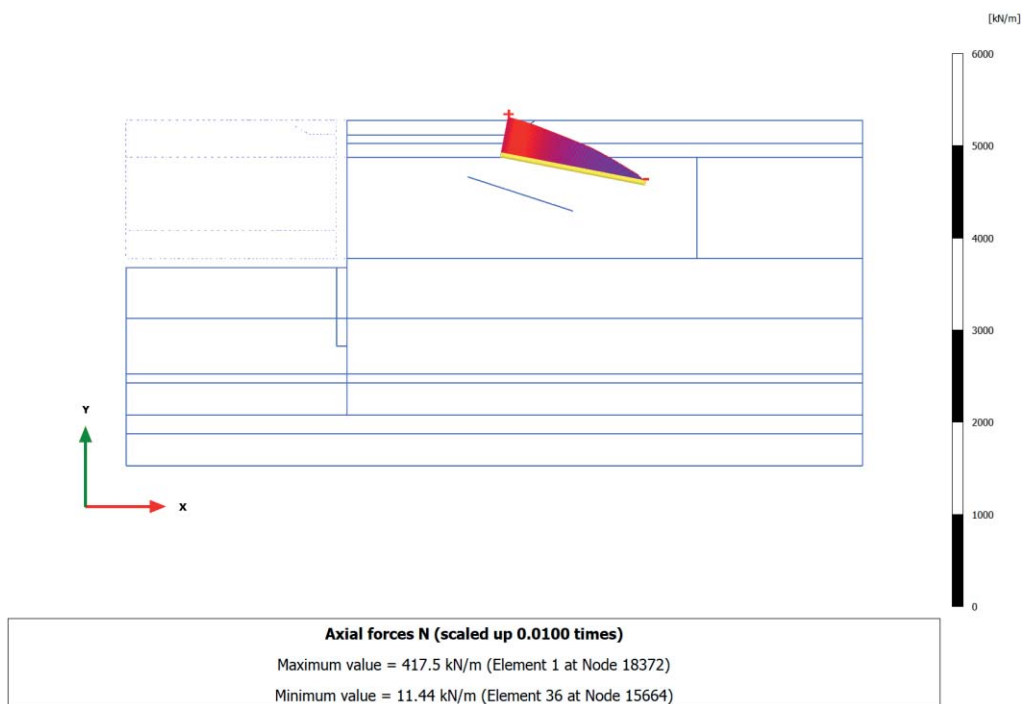 [kN/m]
6000
5000
4000
3000
2000
1000
0
Y
X
Axial forces N (scaled up 0.0100 times)
Maximum value = 417.5 kN/m (Element 1 at Node 18372)
Minimum value = 11.44 kN/m (Element 36 at Node 15664)